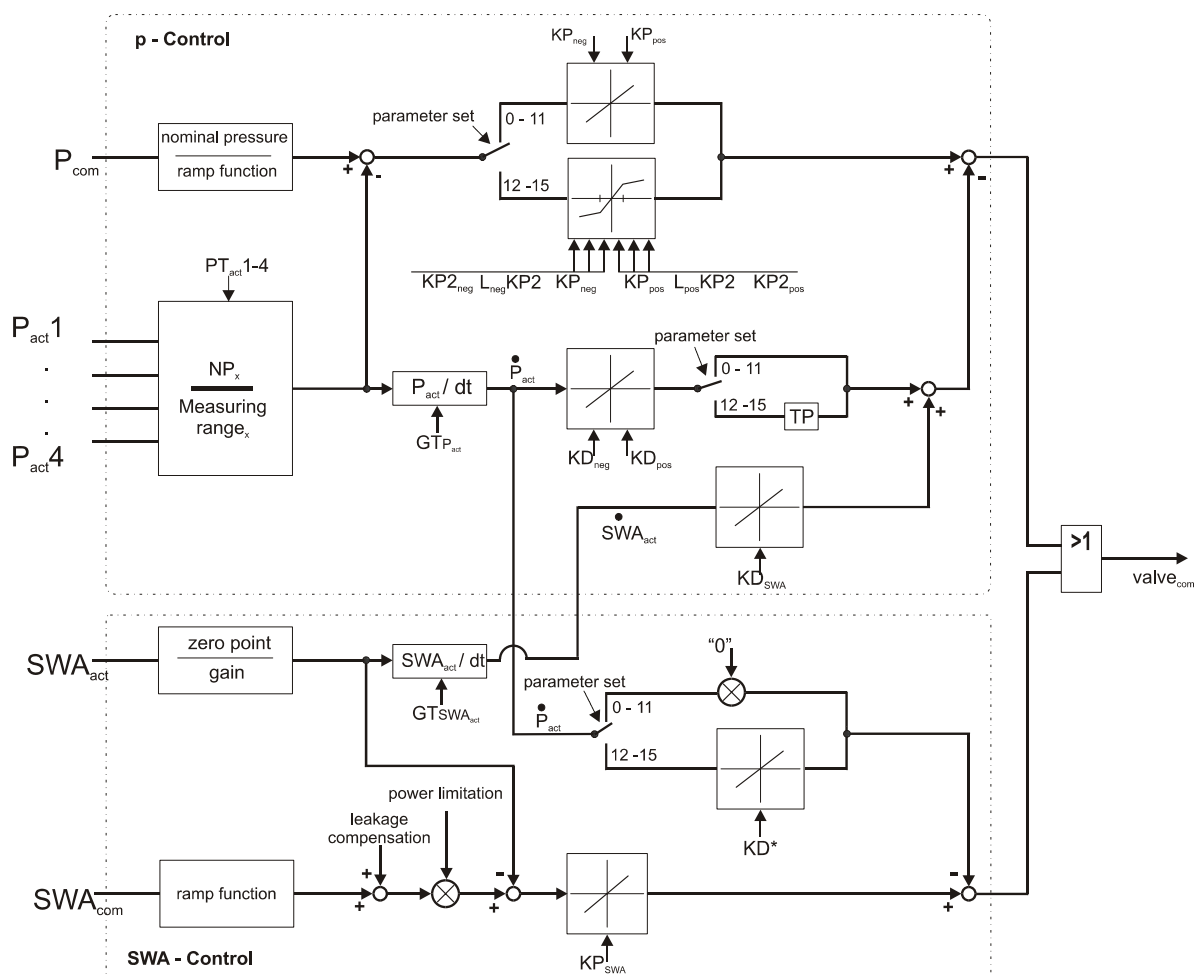 p - Control
KPneg KPpos
parameter set
0 - 11
nominal pressure
ramp function
Pcom
+
-
+
-
12 -15
KP2neg LnegKP2 KPneg KPpos LposKP2 KP2pos
PTact1-4
Pact1
.
.
.
Pact4
NPx
Measuring
rangex
Pact / dt
GTPact
Pact
parameter set
0 - 11
12 -15
TP
+
+
KDneg KDpos
SWAact
KDSWA
>1
valvecom
SWAact
zero point
gain
SWAact / dt
GTSWAact
"0"
parameter set
0 - 11
Pact
12 -15
KD*
power limitation
leakage
compensation
SWAcom
ramp function
+
+
-
+
-
+
KPSWA
SWA - Control